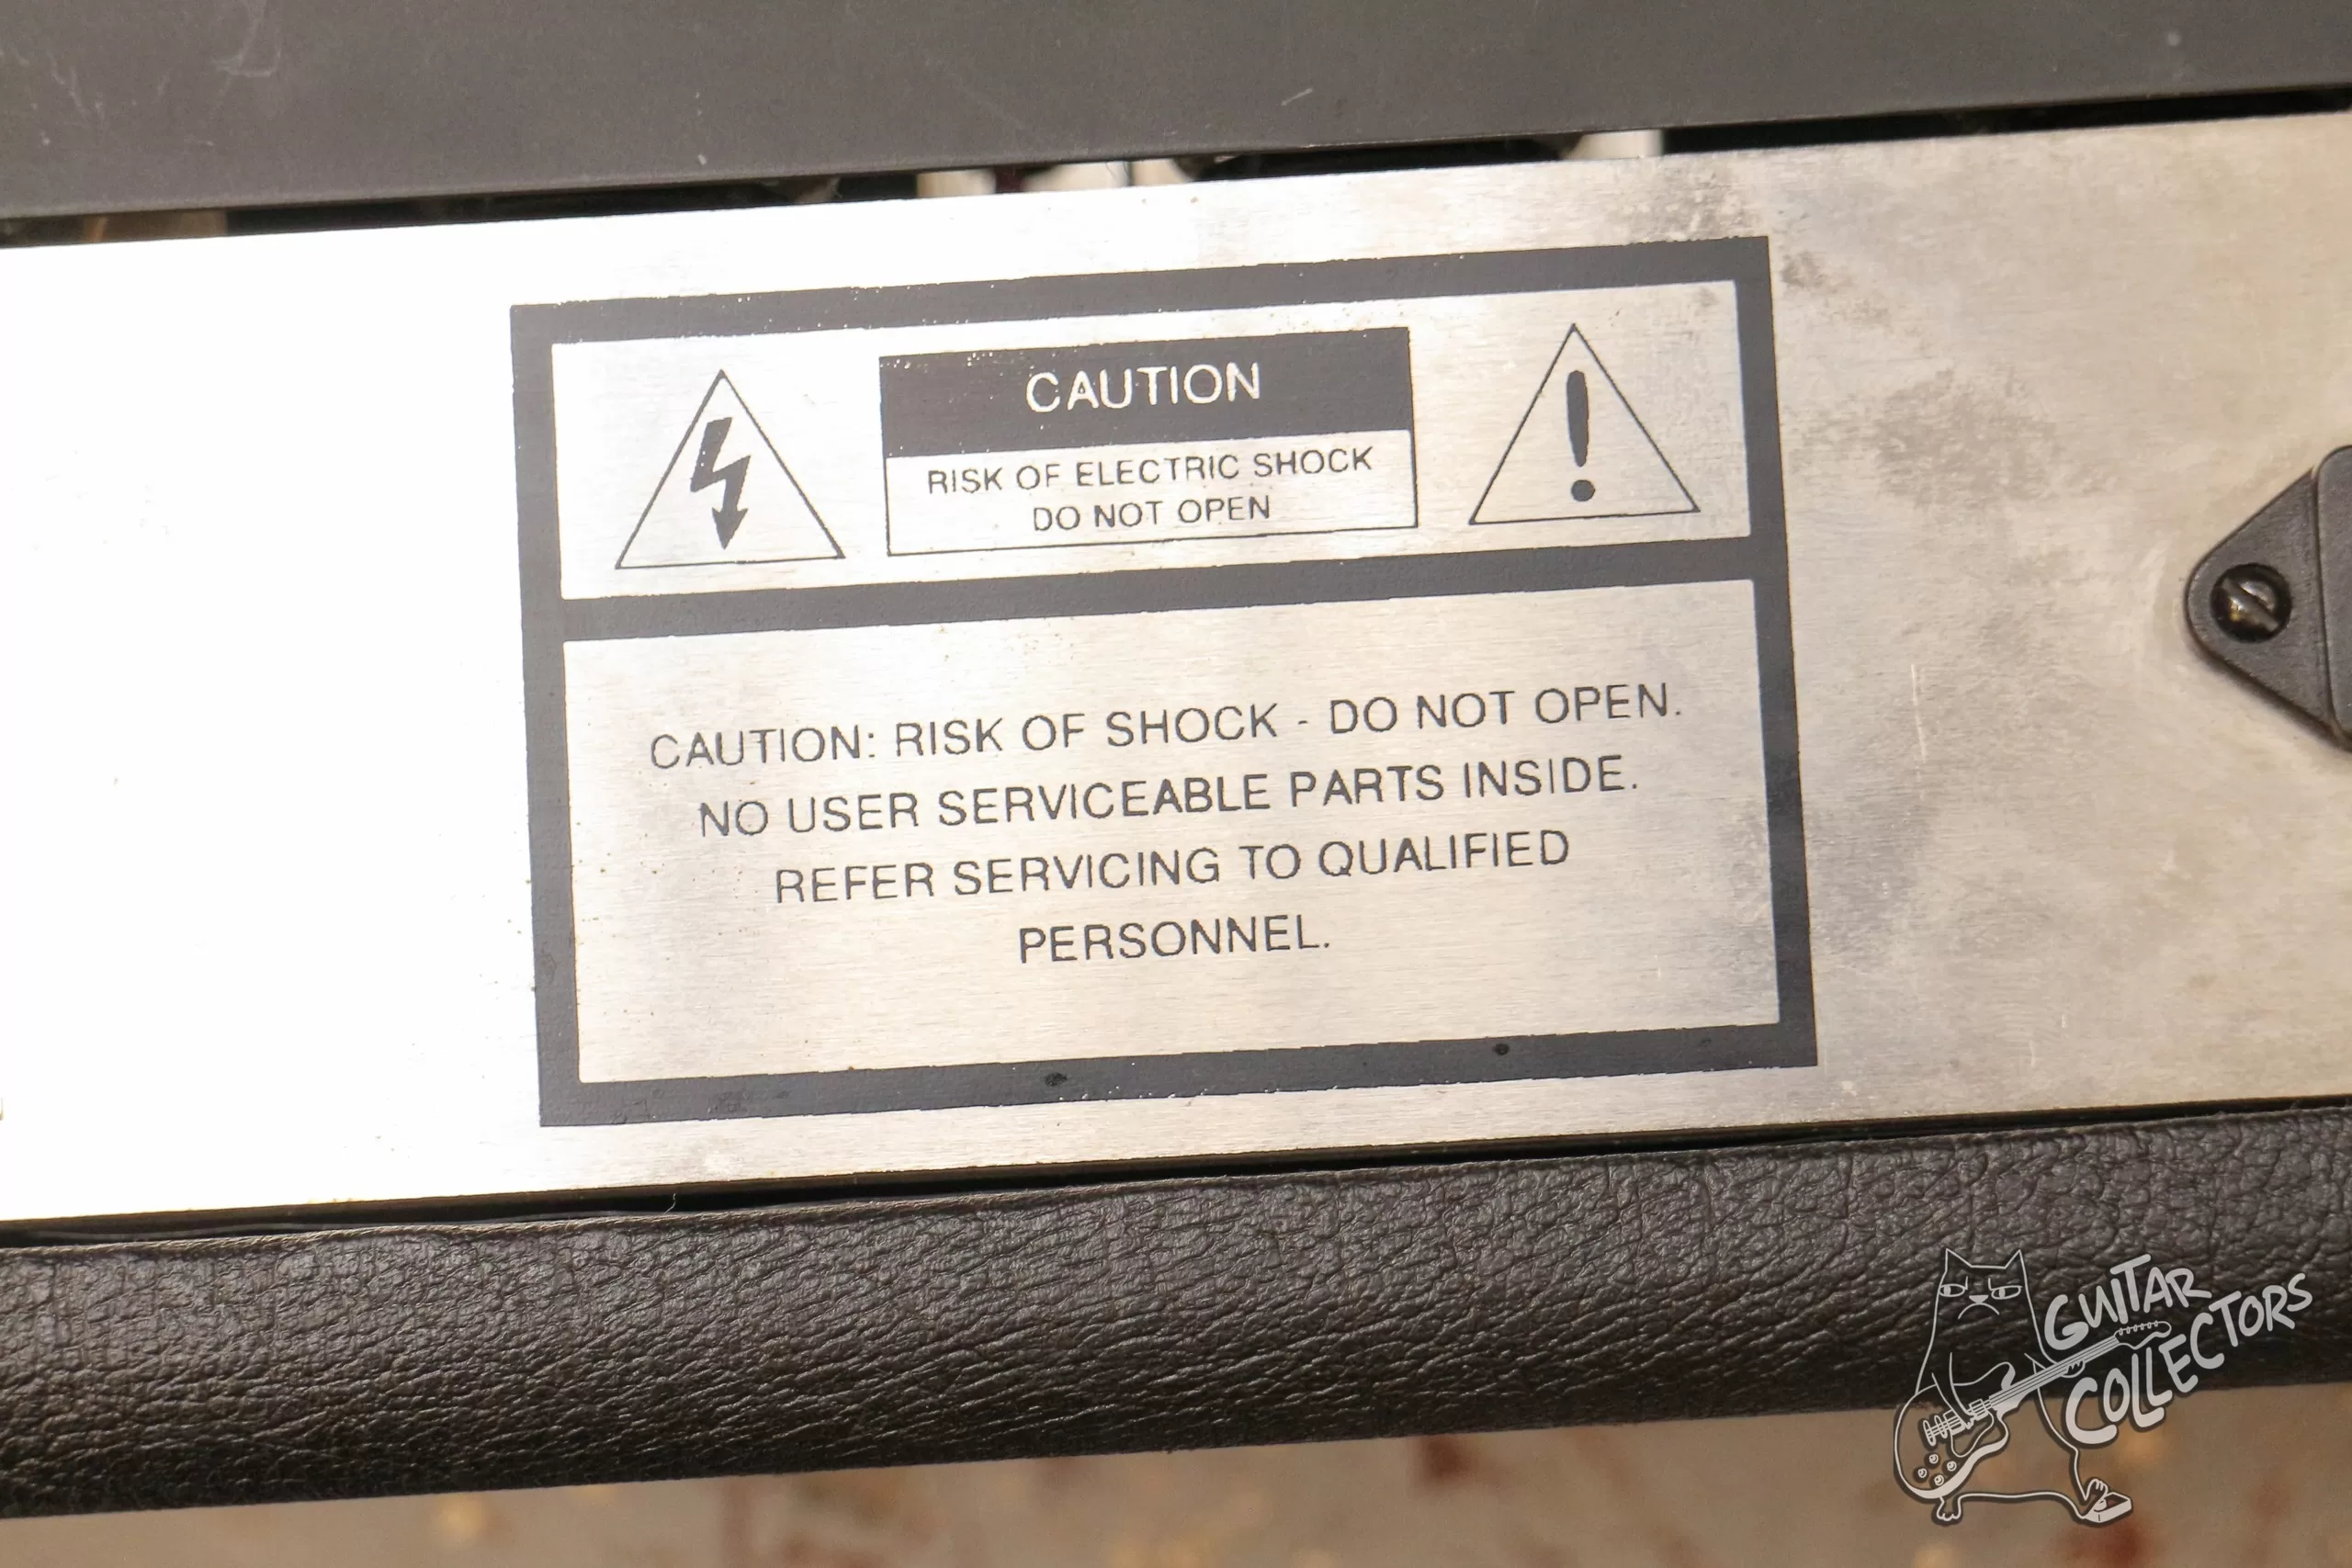 CAUTION
RISK OF ELECTRIC SHOCK
DO NOT OPEN
CAUTION: RISK OF SHOCK - DO NOT OPEN.
NO USER SERVICEABLE PARTS INSIDE.
REFER SERVICING TO QUALIFIED
PERSONNEL.
GUITAR
COLLECTORS